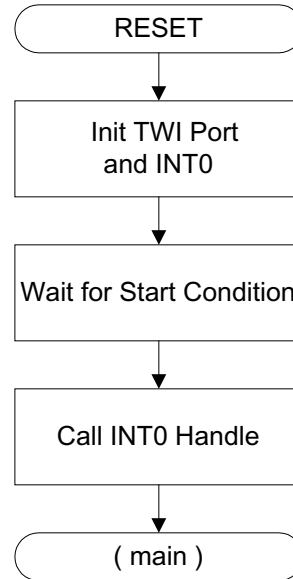 RESET
Init TWI Port
and INT0
Wait for Start Condition
Call INT0 Handle
( main )